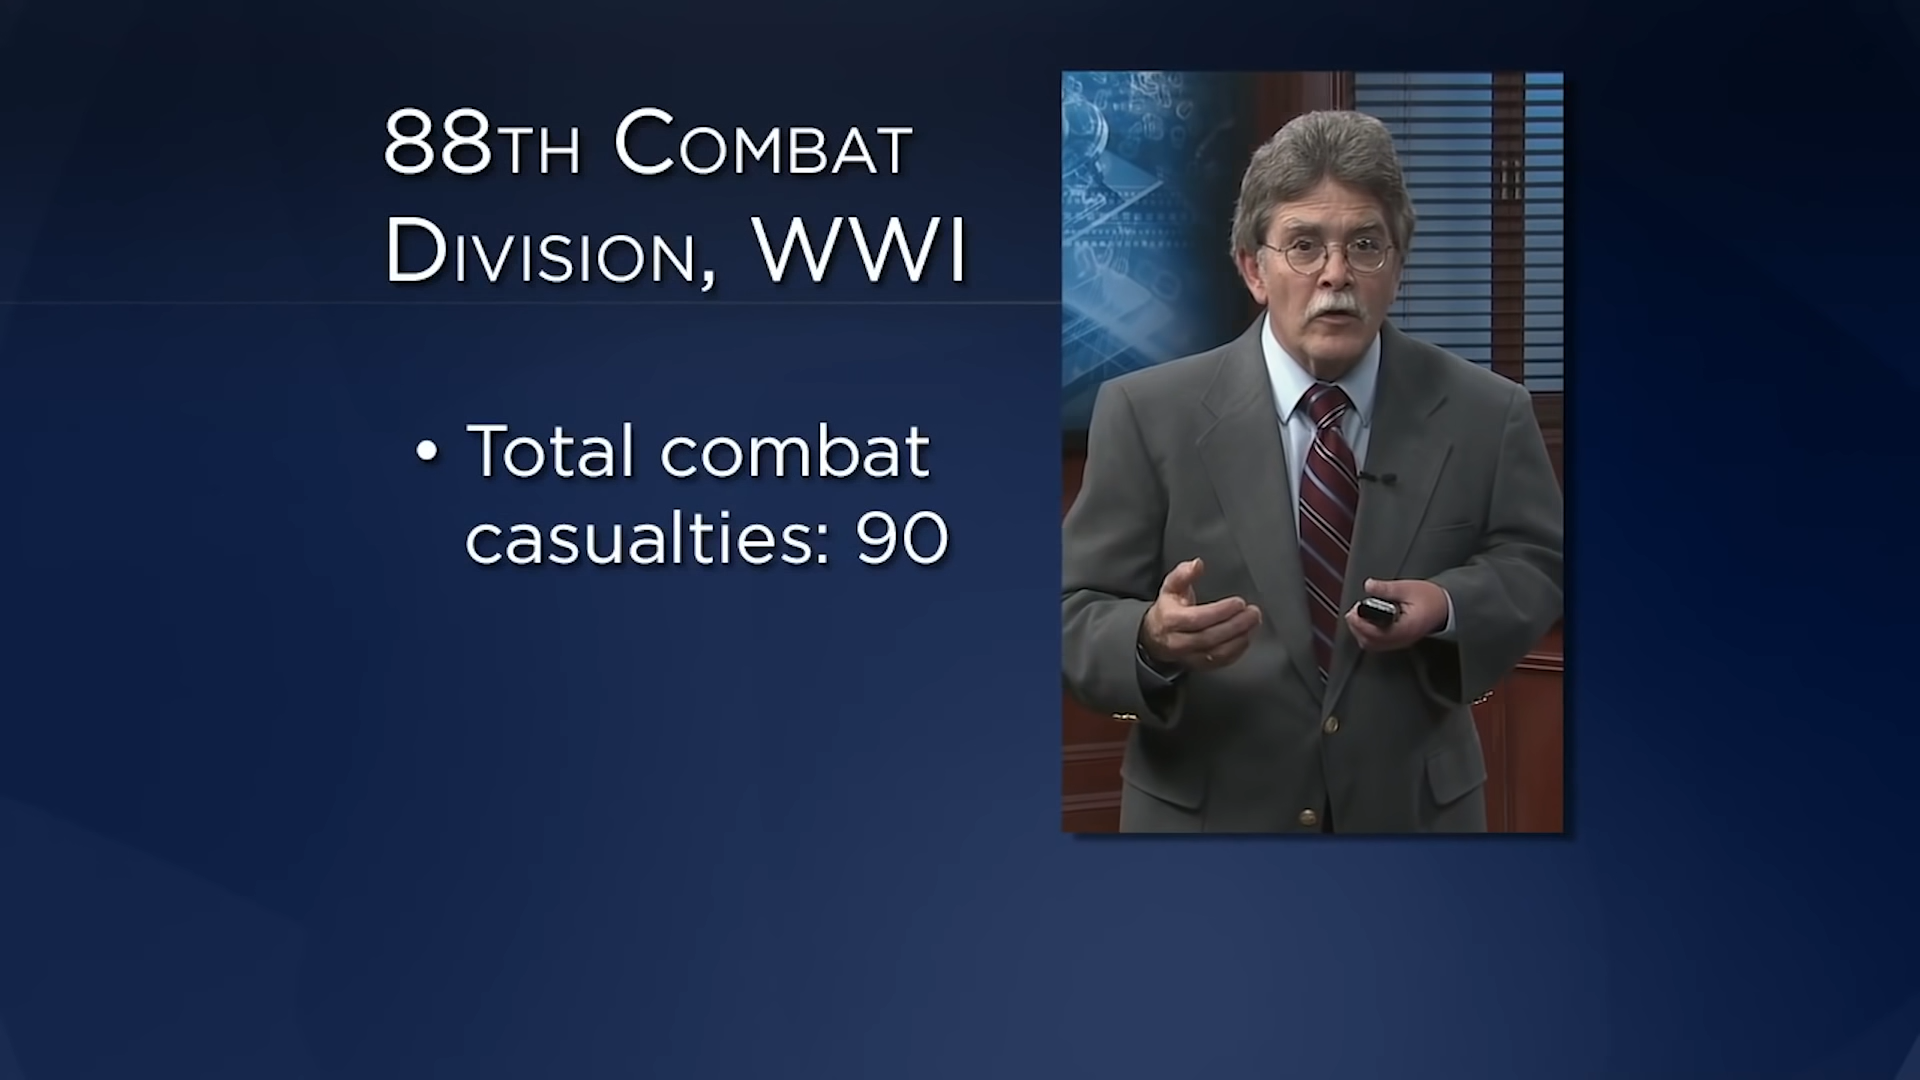 88th Combat
Division, WWI
• Total combat
casualties: 90